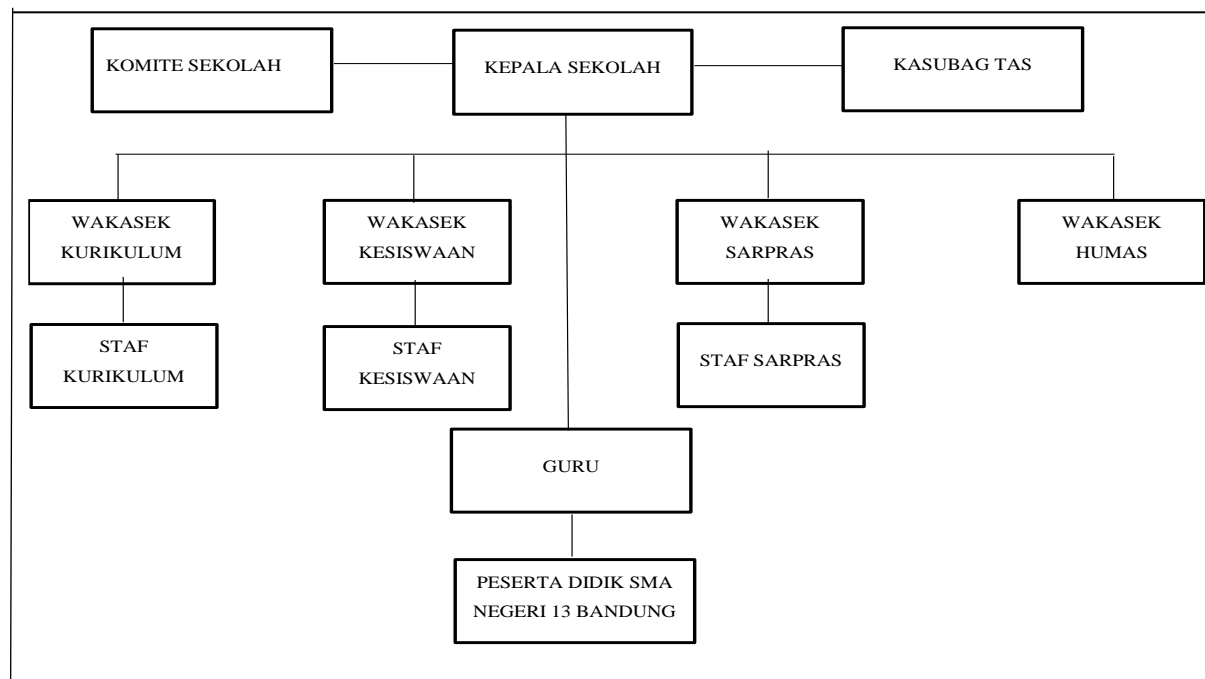 KOMITE SEKOLAH
KEPALA SEKOLAH
KASUBAG TAS
WAKASEK
KURIKULUM
WAKASEK
KESISWAAN
WAKASEK
SARPRAS
WAKASEK
HUMAS
STAF
KURIKULUM
STAF
KESISWAAN
STAF SARPRAS
GURU
PESERTA DIDIK SMA
NEGERI 13 BANDUNG